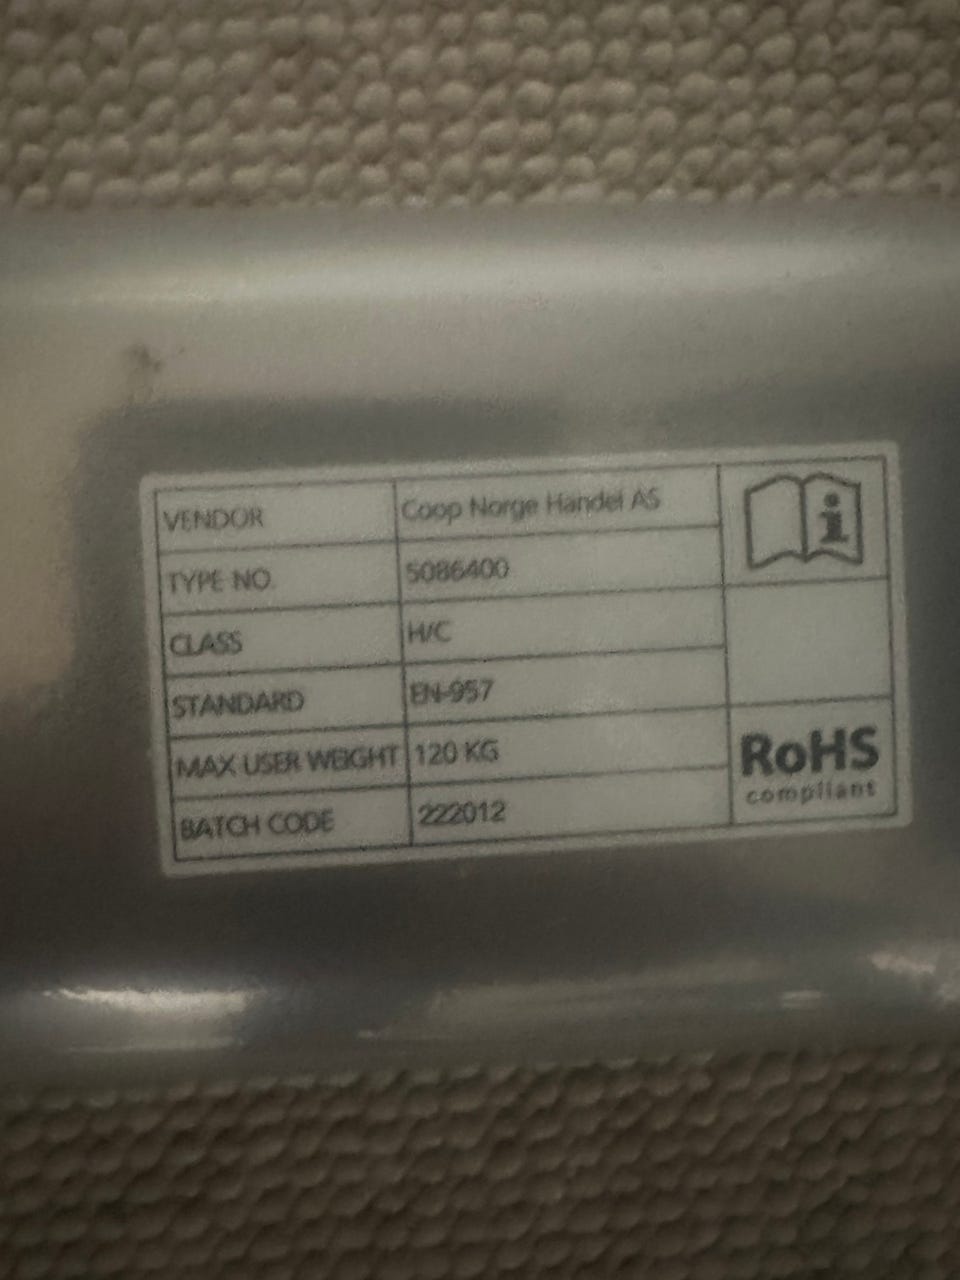 VENDOR Coop Norge Handel AS
TYPE NO. 5086400
CLASS H/C
STANDARD EN-957
MAX USER WEIGHT 120 KG
BATCH CODE 222012
i
RoHS
compliant